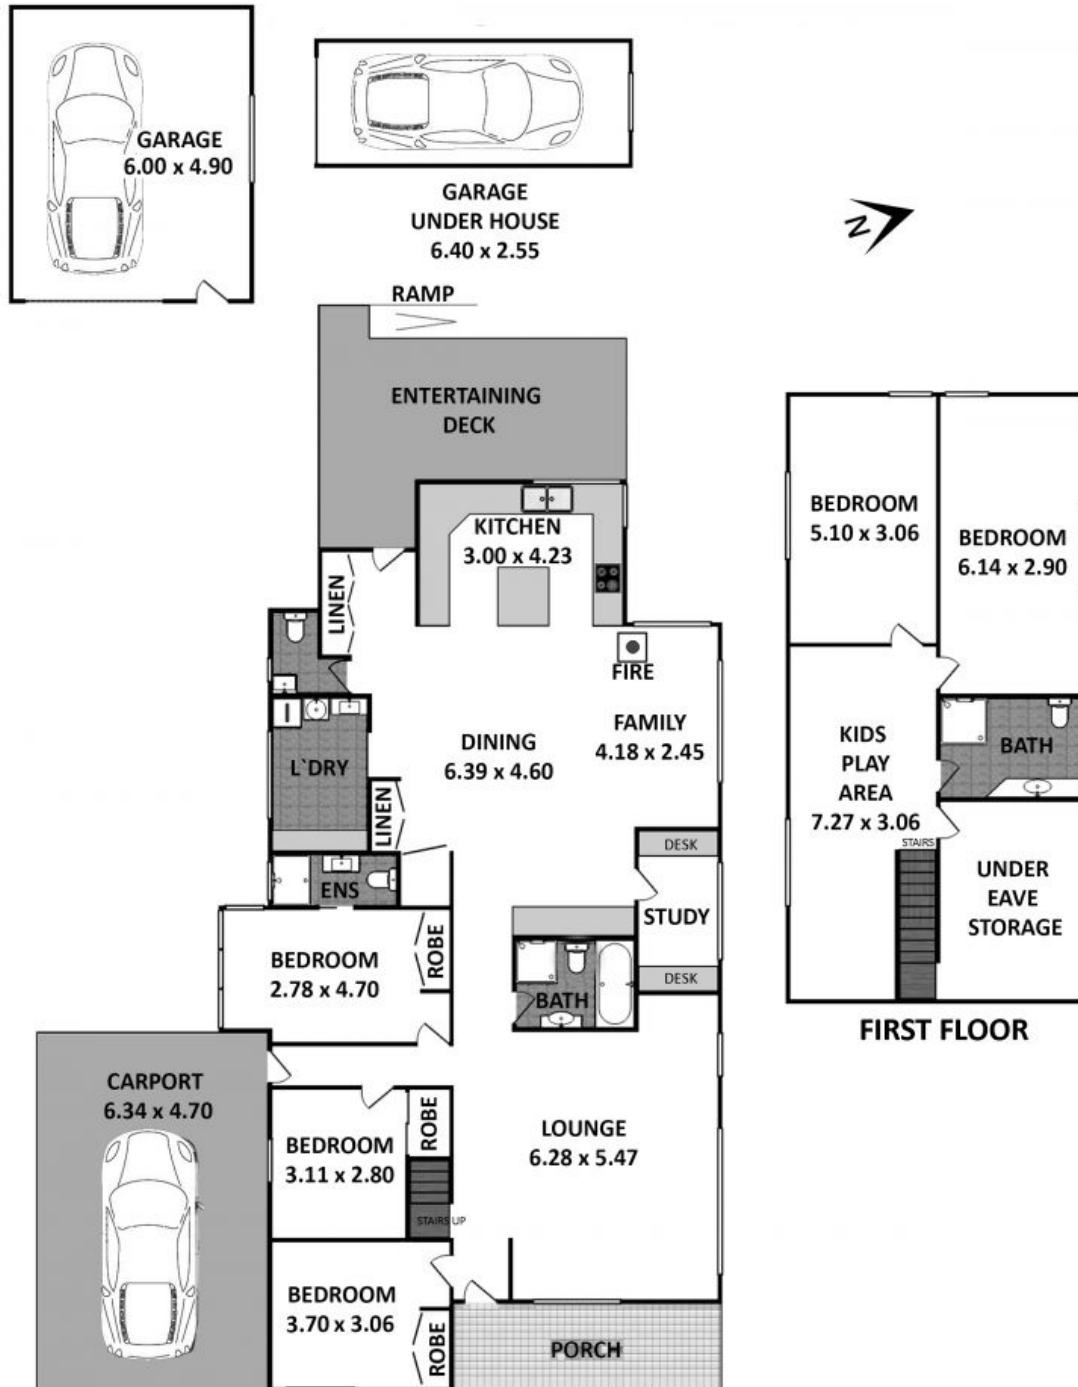 GARAGE
6.00 x 4.90
GARAGE
UNDER HOUSE
6.40 x 2.55
N
RAMP
ENTERTAINING
DECK
KITCHEN
3.00 x 4.23
LINEN
FIRE
FAMILY
4.18 x 2.45
DINING
6.39 x 4.60
L`DRY
LINEN
DESK
ENS
STUDY
ROBE
BEDROOM
2.78 x 4.70
DESK
BATH
CARPORT
6.34 x 4.70
ROBE
BEDROOM
3.11 x 2.80
LOUNGE
6.28 x 5.47
STAIRS UP
BEDROOM
3.70 x 3.06
ROBE
PORCH
BEDROOM
5.10 x 3.06
BEDROOM
6.14 x 2.90
KIDS
PLAY
AREA
7.27 x 3.06
BATH
STAIRS
UNDER
EAVE
STORAGE
FIRST FLOOR